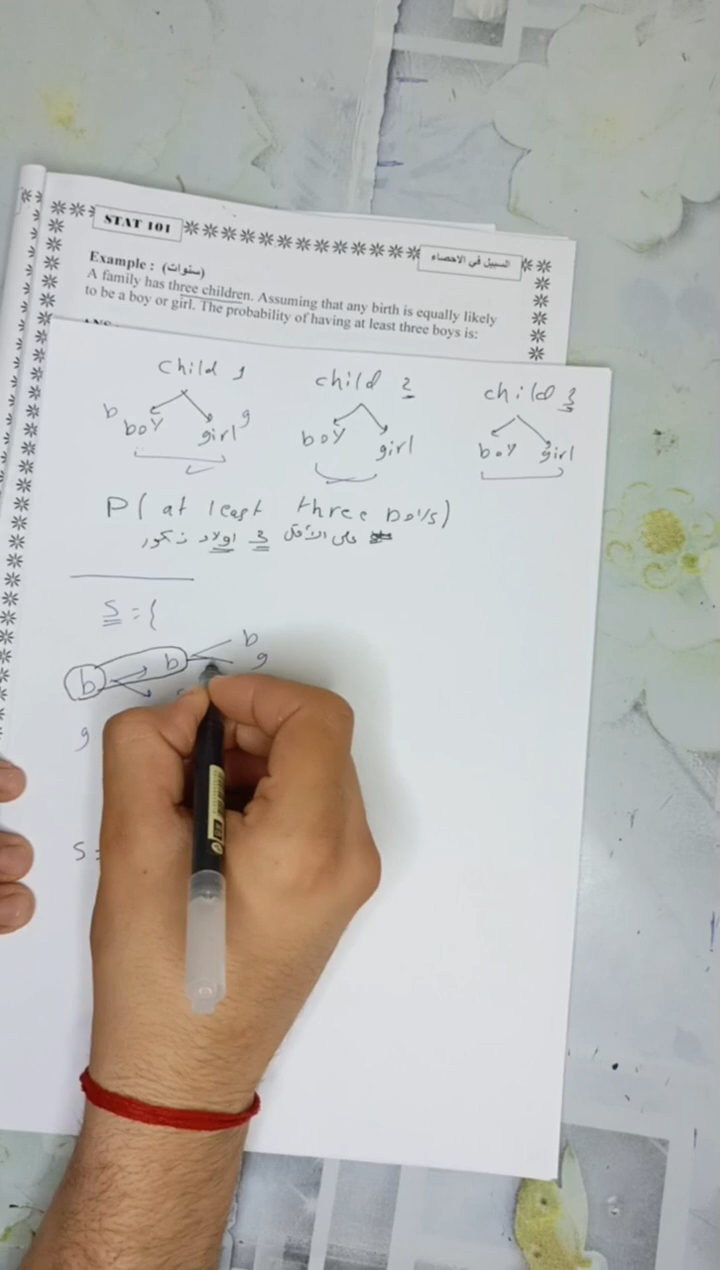 STAT 101
السبيل في الاحصاء
Example : (سنوات)
A family has three children. Assuming that any birth is equally likely
to be a boy or girl. The probability of having at least three boys is:
child 1
child 2
child 3
b boy girl g
boy girl
boy girl
P( at least three boys)
على الأقل 3 اولاد ذكور
S = {
b
b b g
g
S =